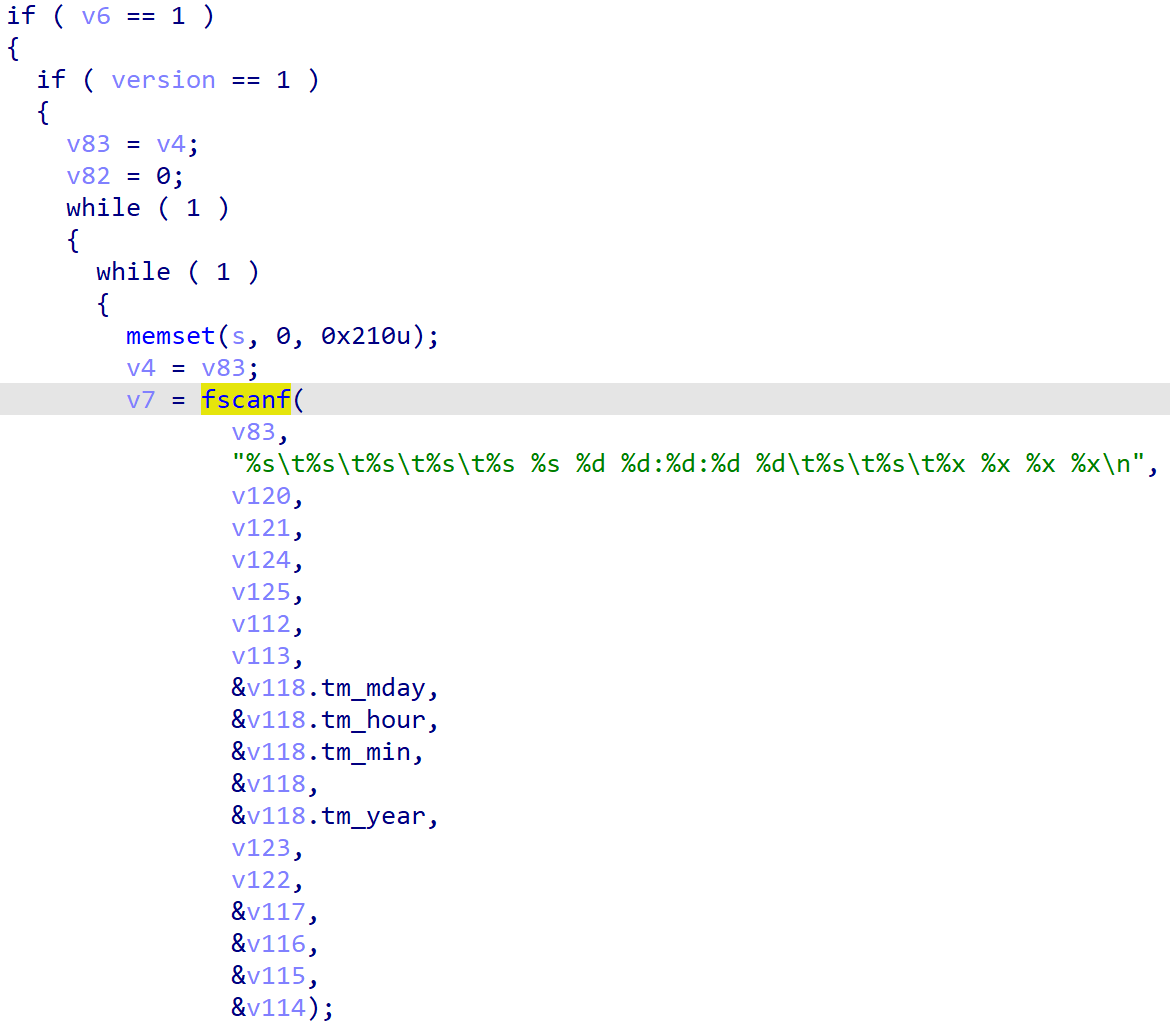 if ( v6 == 1 )
{
  if ( version == 1 )
  {
    v83 = v4;
    v82 = 0;
    while ( 1 )
    {
      while ( 1 )
      {
        memset(s, 0, 0x210u);
        v4 = v83;
        v7 = fscanf(
               v83,
               "%s\t%s\t%s\t%s\t%s %s %d %d:%d:%d %d\t%s\t%s\t%x %x %x %x\n",
               v120,
               v121,
               v124,
               v125,
               v112,
               v113,
               &v118.tm_mday,
               &v118.tm_hour,
               &v118.tm_min,
               &v118,
               &v118.tm_year,
               v123,
               v122,
               &v117,
               &v116,
               &v115,
               &v114);